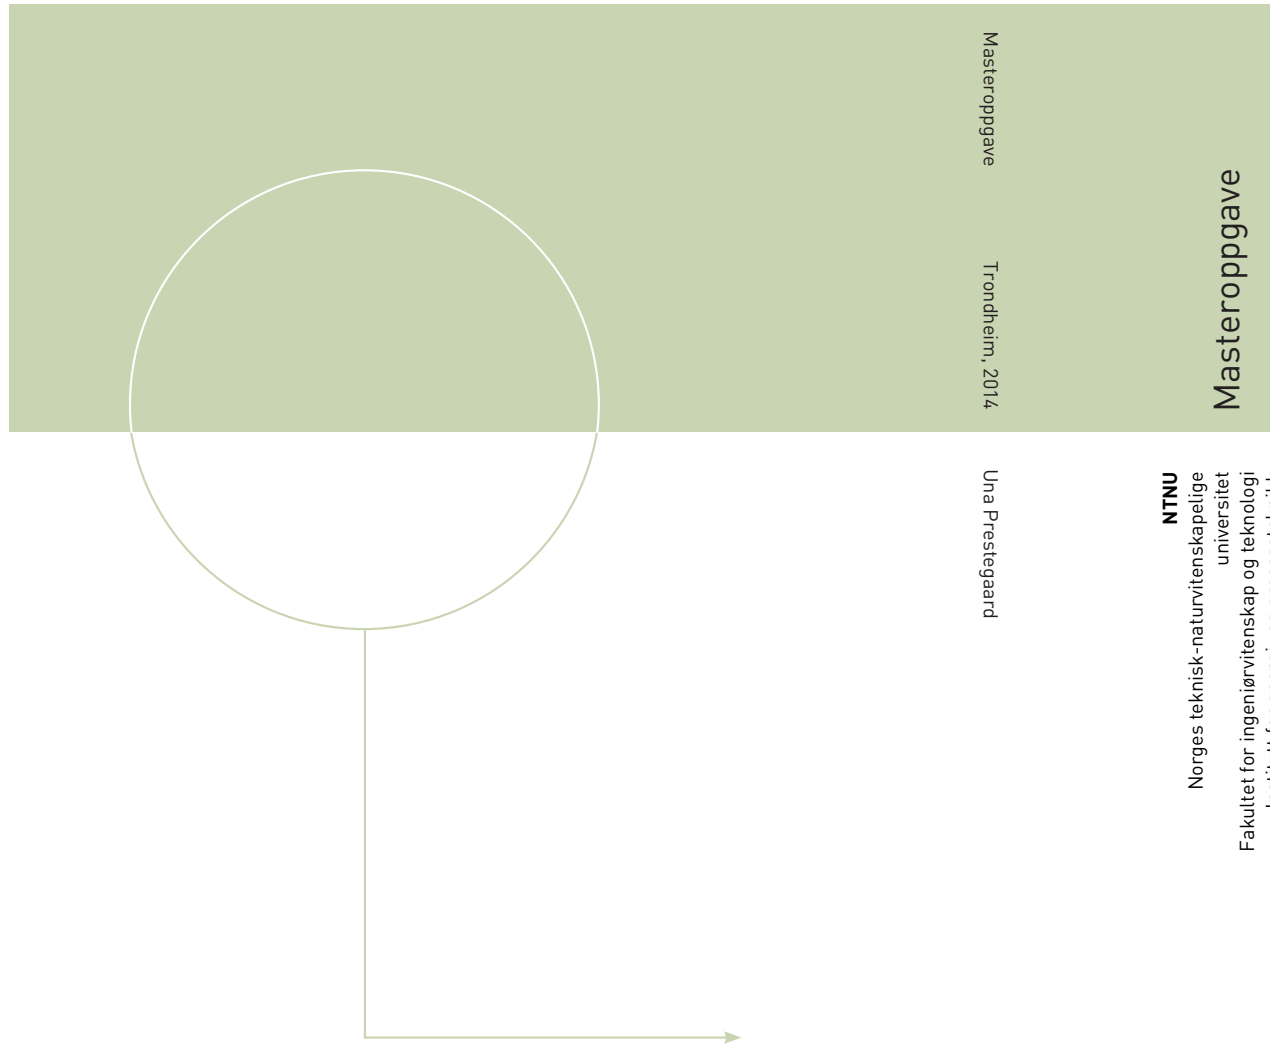 Masteroppgave
Trondheim, 2014
Una Prestegaard
Masteroppgave
NTNU
Norges teknisk-naturvitenskapelige
universitet
Fakultet for ingeniørvitenskap og teknologi